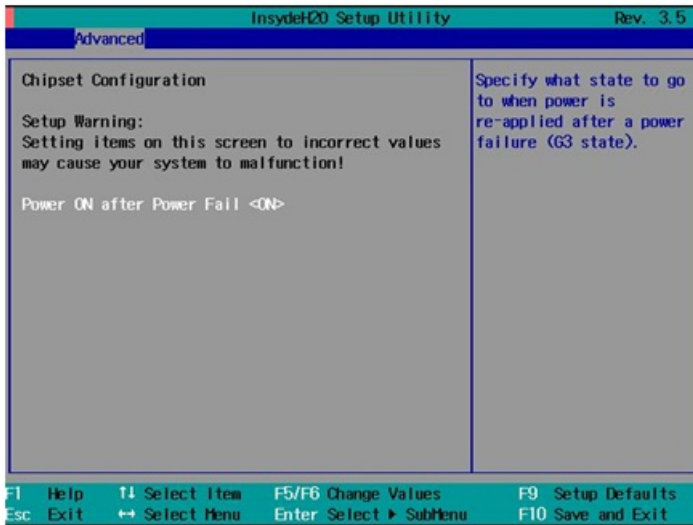 InsydeH20 Setup Utility Rev. 3.5
Advanced
Chipset Configuration
Setup Warning:
Setting items on this screen to incorrect values
may cause your system to malfunction!
Power ON after Power Fail <ON>
Specify what state to go
to when power is
re-applied after a power
failure (G3 state).
F1 Help ↑↓ Select Item F5/F6 Change Values F9 Setup Defaults
Esc Exit ↔ Select Menu Enter Select ▶ SubMenu F10 Save and Exit